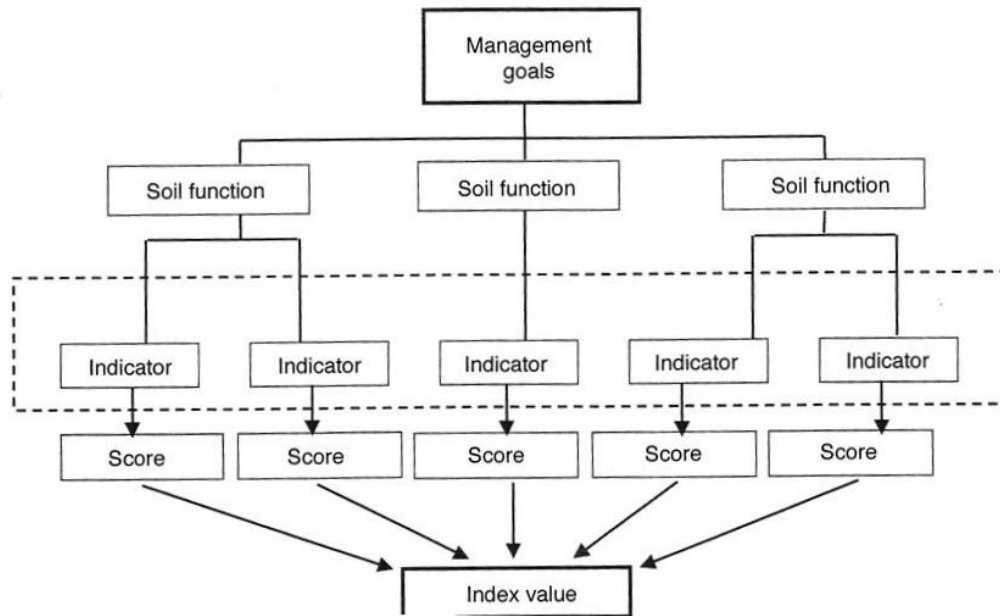 Management
goals
Soil function
Soil function
Soil function
Indicator
Indicator
Indicator
Indicator
Indicator
Score
Score
Score
Score
Score
Index value